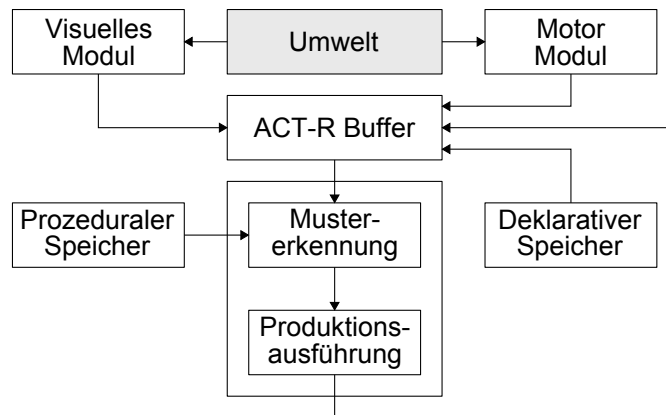 Visuelles
Modul
Umwelt
Motor
Modul
ACT-R Buffer
Prozeduraler
Speicher
Muster-
erkennung
Deklarativer
Speicher
Produktions-
ausführung